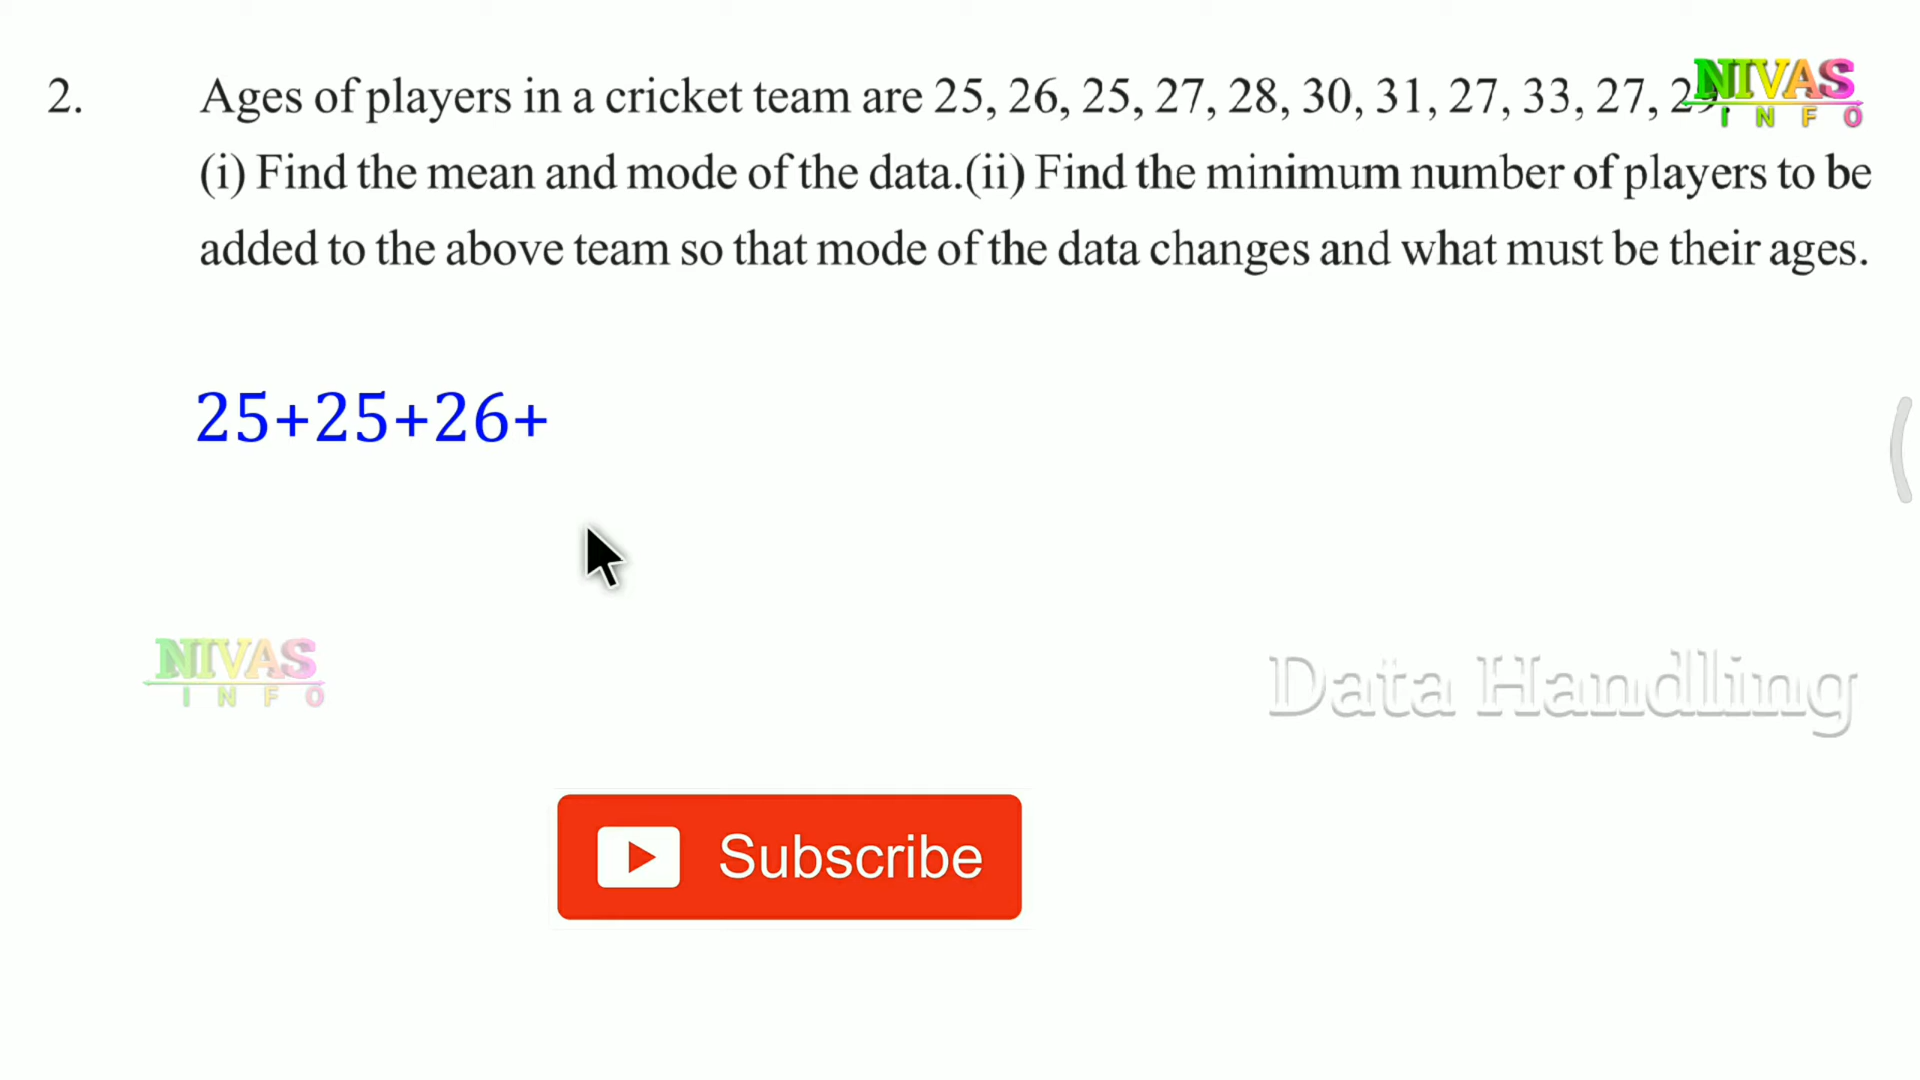 2. Ages of players in a cricket team are 25, 26, 25, 27, 28, 30, 31, 27, 33, 27, 29.
NIVAS
INFO
(i) Find the mean and mode of the data.(ii) Find the minimum number of players to be
added to the above team so that mode of the data changes and what must be their ages.
25+25+26+
NIVAS
INFO
Data Handling
Subscribe